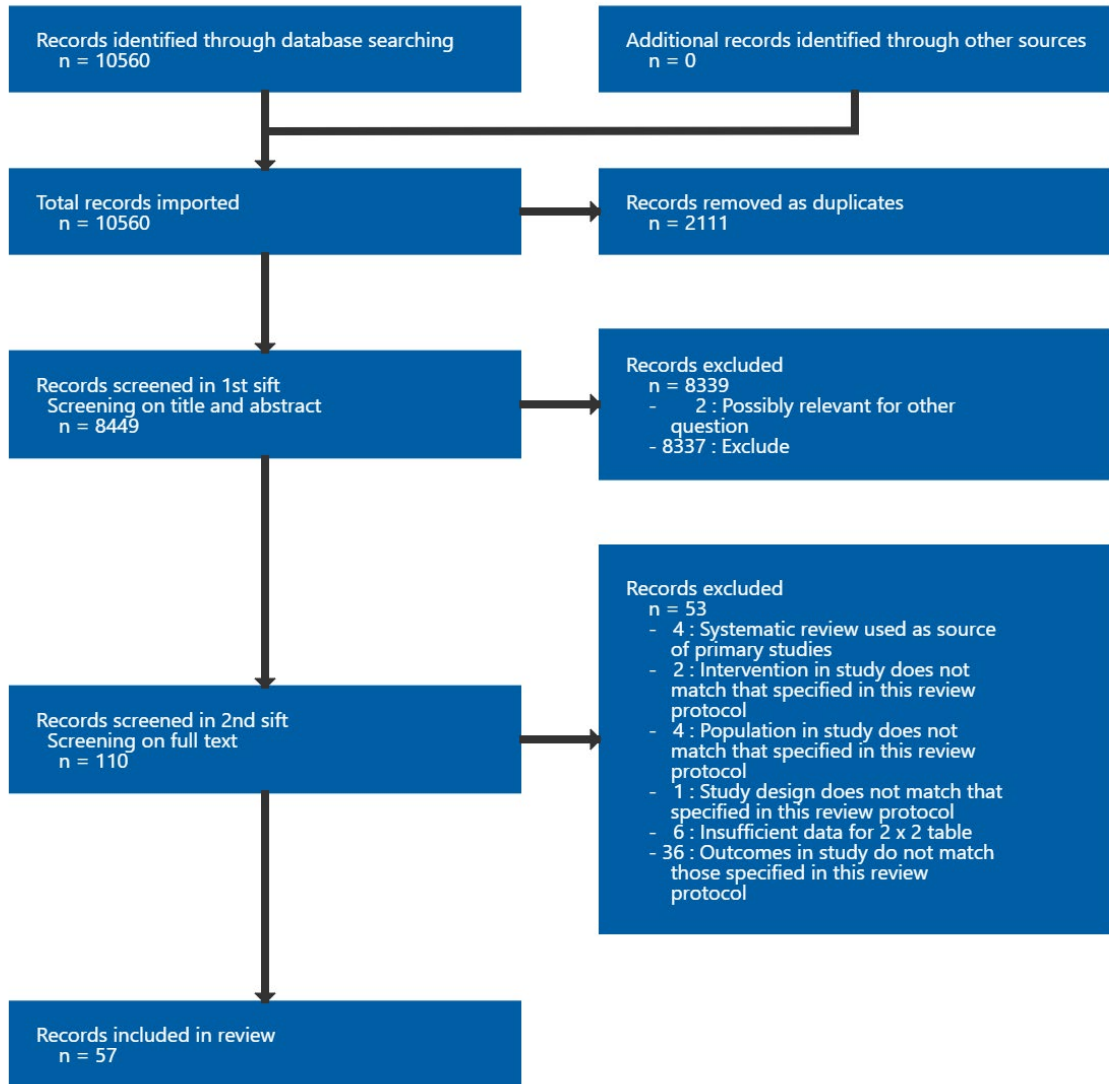 Records identified through database searching
n = 10560
Additional records identified through other sources
n = 0
Total records imported
n = 10560
Records removed as duplicates
n = 2111
Records screened in 1st sift
Screening on title and abstract
n = 8449
Records excluded
n = 8339
- 2 : Possibly relevant for other
question
- 8337 : Exclude
Records screened in 2nd sift
Screening on full text
n = 110
Records excluded
n = 53
- 4 : Systematic review used as source
of primary studies
- 2 : Intervention in study does not
match that specified in this review
protocol
- 4 : Population in study does not
match that specified in this review
protocol
- 1 : Study design does not match that
specified in this review protocol
- 6 : Insufficient data for 2 x 2 table
- 36 : Outcomes in study do not match
those specified in this review
protocol
Records included in review
n = 57